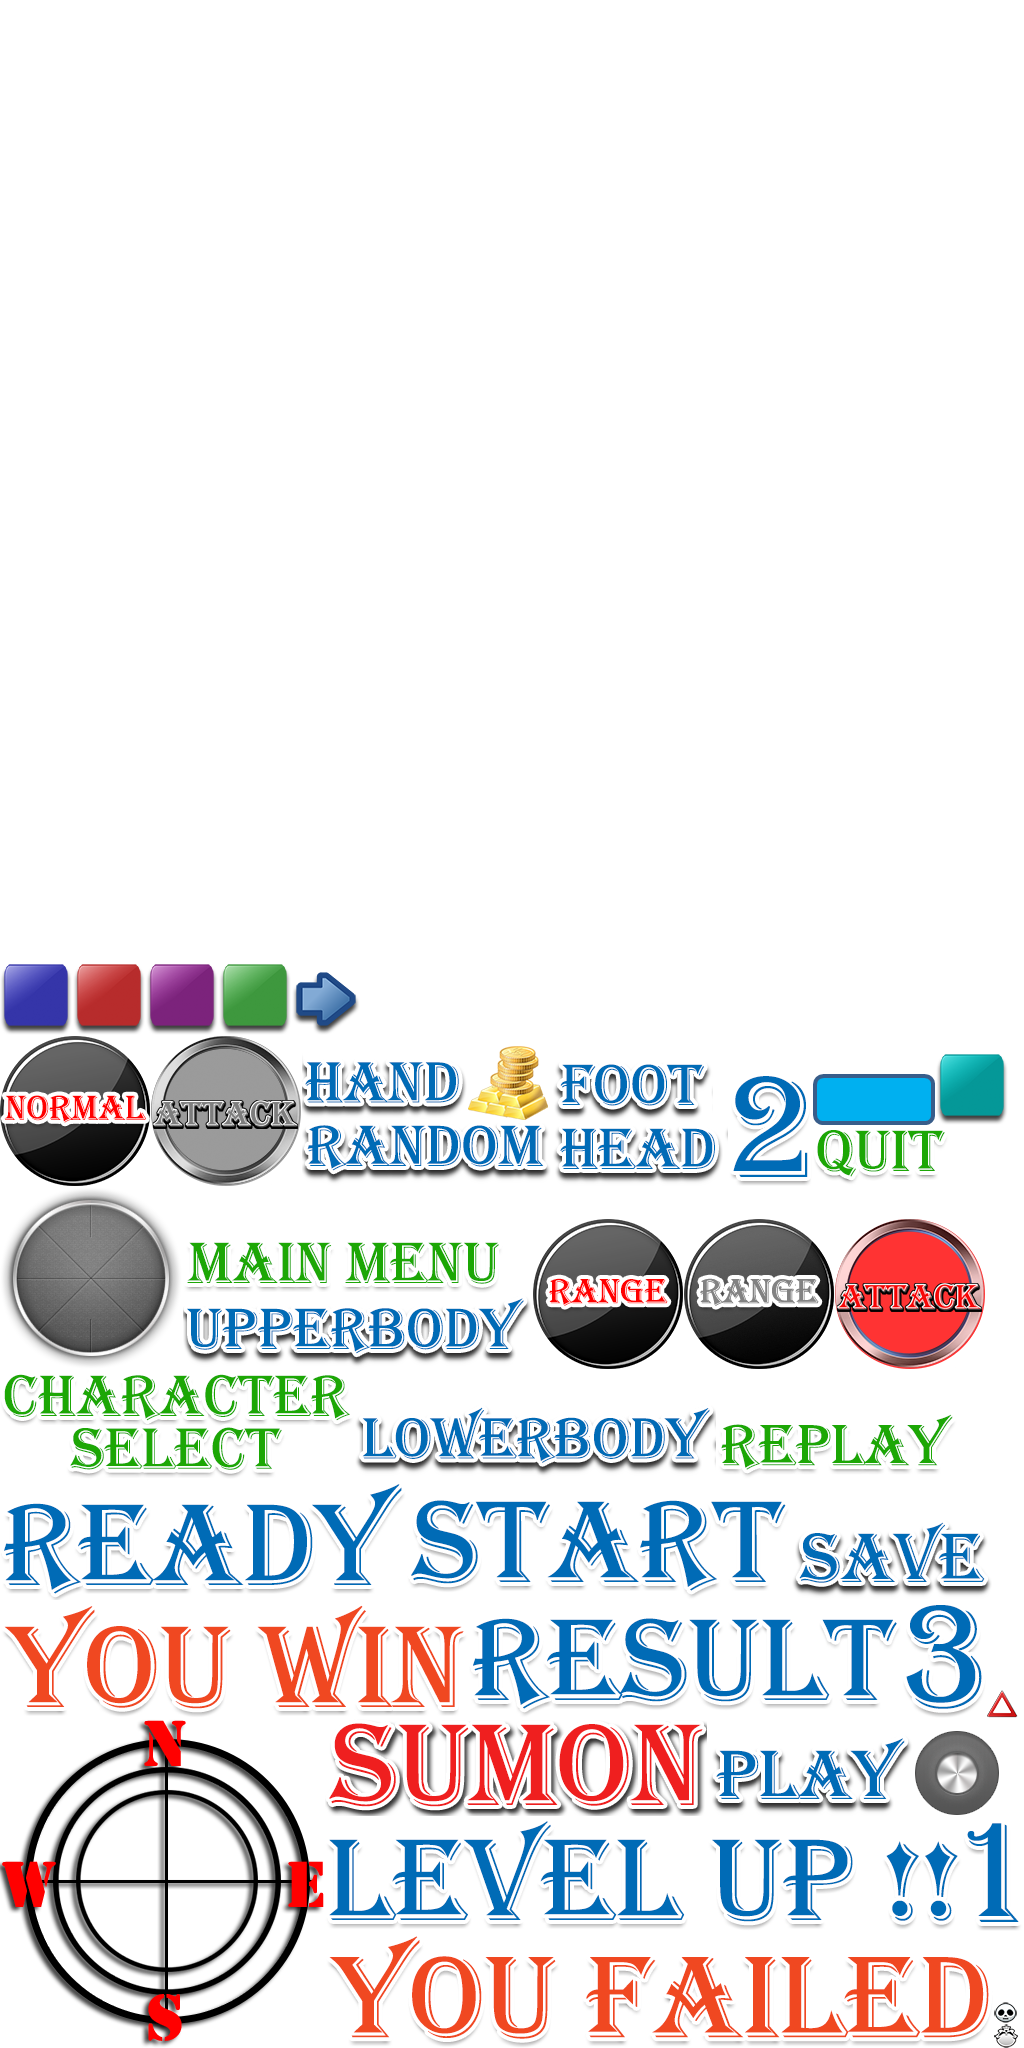 NORMAL
ATTACK
HAND
FOOT
RANDOM
HEAD
2
QUIT
MAIN MENU
UPPERBODY
RANGE
RANGE
ATTACK
CHARACTER
SELECT
LOWERBODY
REPLAY
READY
START
SAVE
YOU WIN
RESULT
3
N
W
E
S
SUMON
PLAY
LEVEL UP !!
1
YOU FAILED